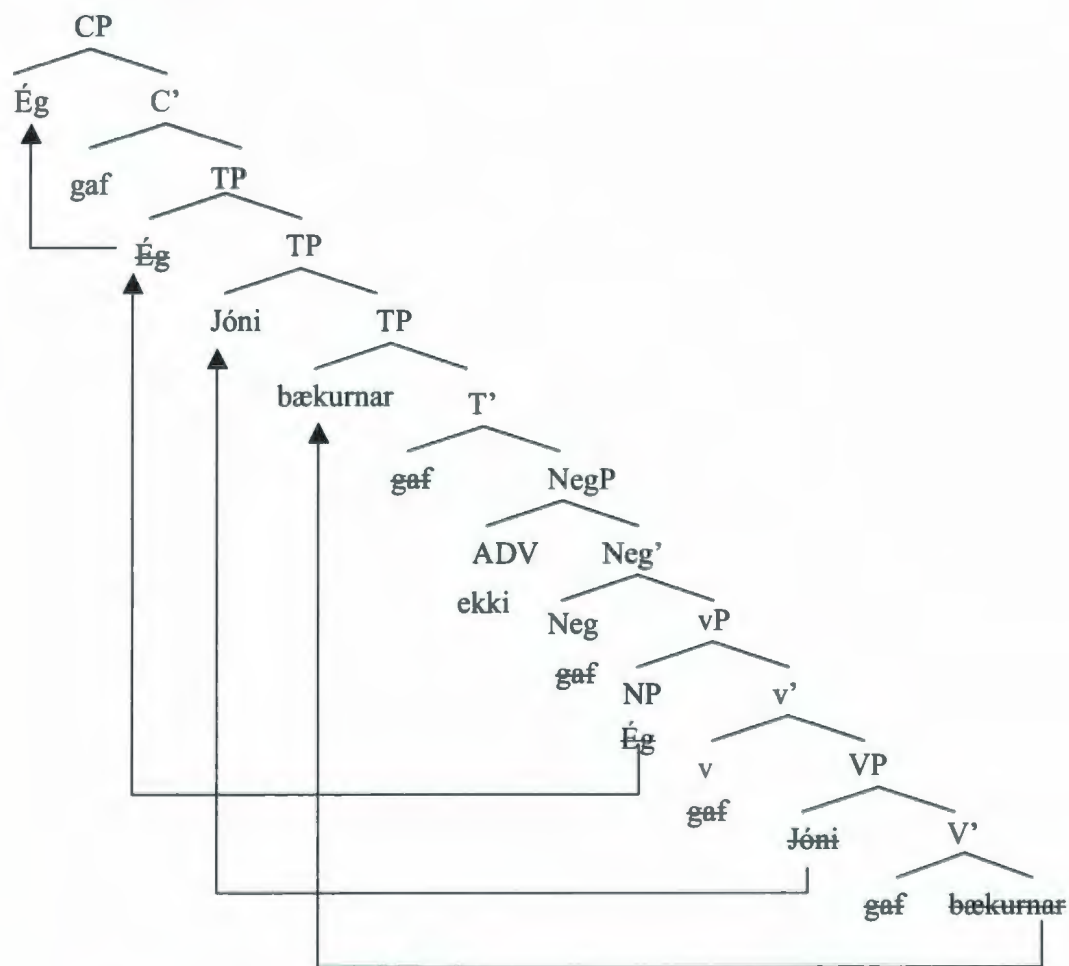 CP
Ég C’
gaf TP
Ég TP
Jóni TP
bækurnar T’
gaf NegP
ADV Neg’
ekki
Neg vP
gaf
NP v’
Ég
v VP
gaf
Jóni V’
gaf bækurnar